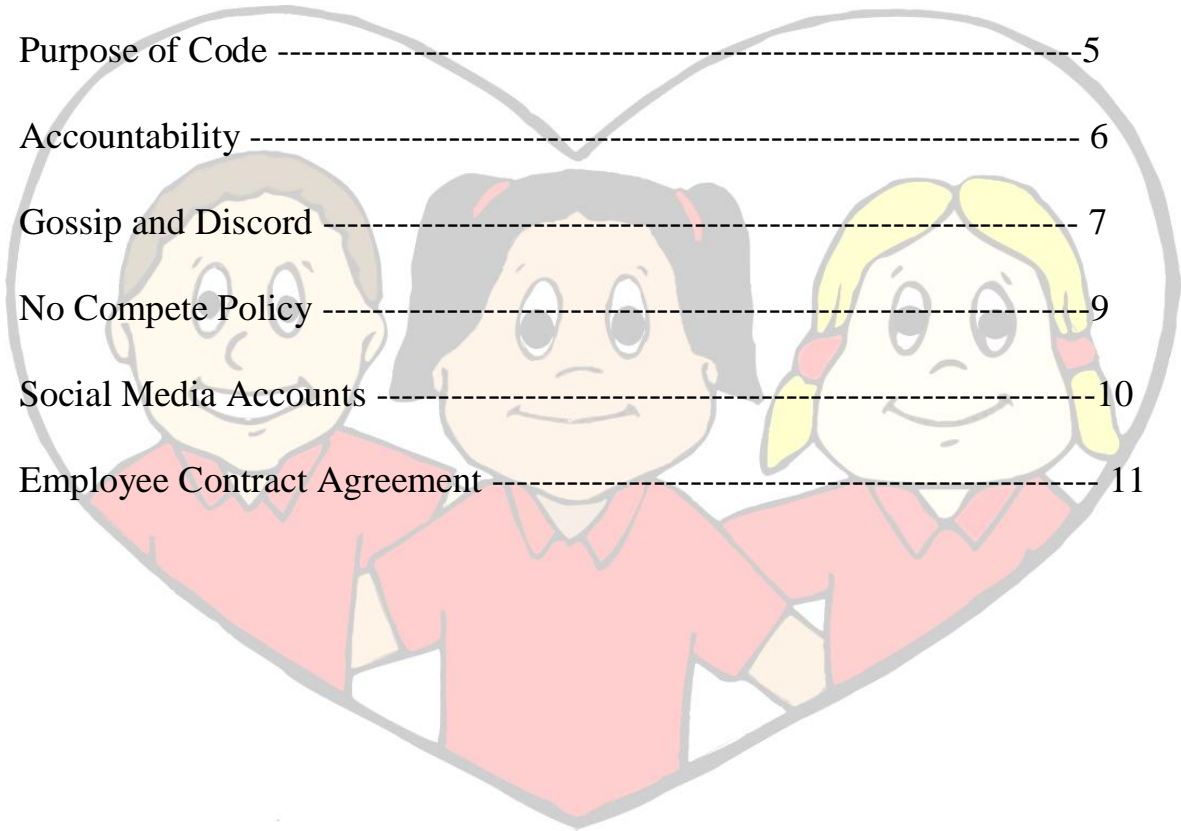 Purpose of Code -----------------------------------------------------------------------------5
Accountability -------------------------------------------------------------------------------- 6
Gossip and Discord ------------------------------------------------------------------------- 7
No Compete Policy --------------------------------------------------------------------------9
Social Media Accounts ---------------------------------------------------------------------10
Employee Contract Agreement ---------------------------------------------------------- 11